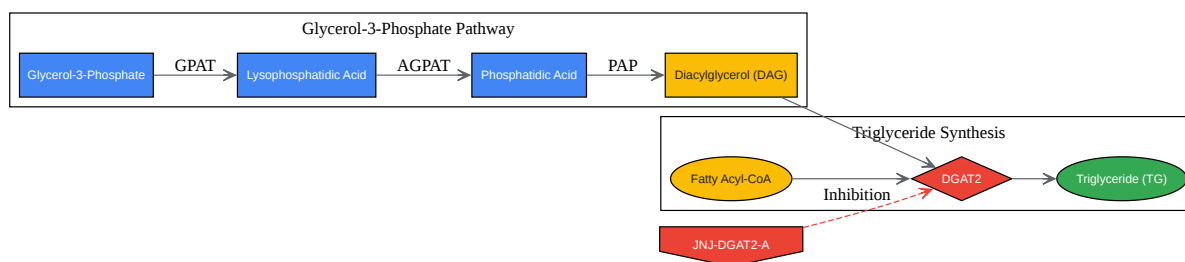 Glycerol-3-Phosphate Pathway
Glycerol-3-Phosphate
GPAT
Lysophosphatidic Acid
AGPAT
Phosphatidic Acid
PAP
Diacylglycerol (DAG)
Triglyceride Synthesis
Fatty Acyl-CoA
DGAT2
Triglyceride (TG)
Inhibition
JNJ-DGAT2-A